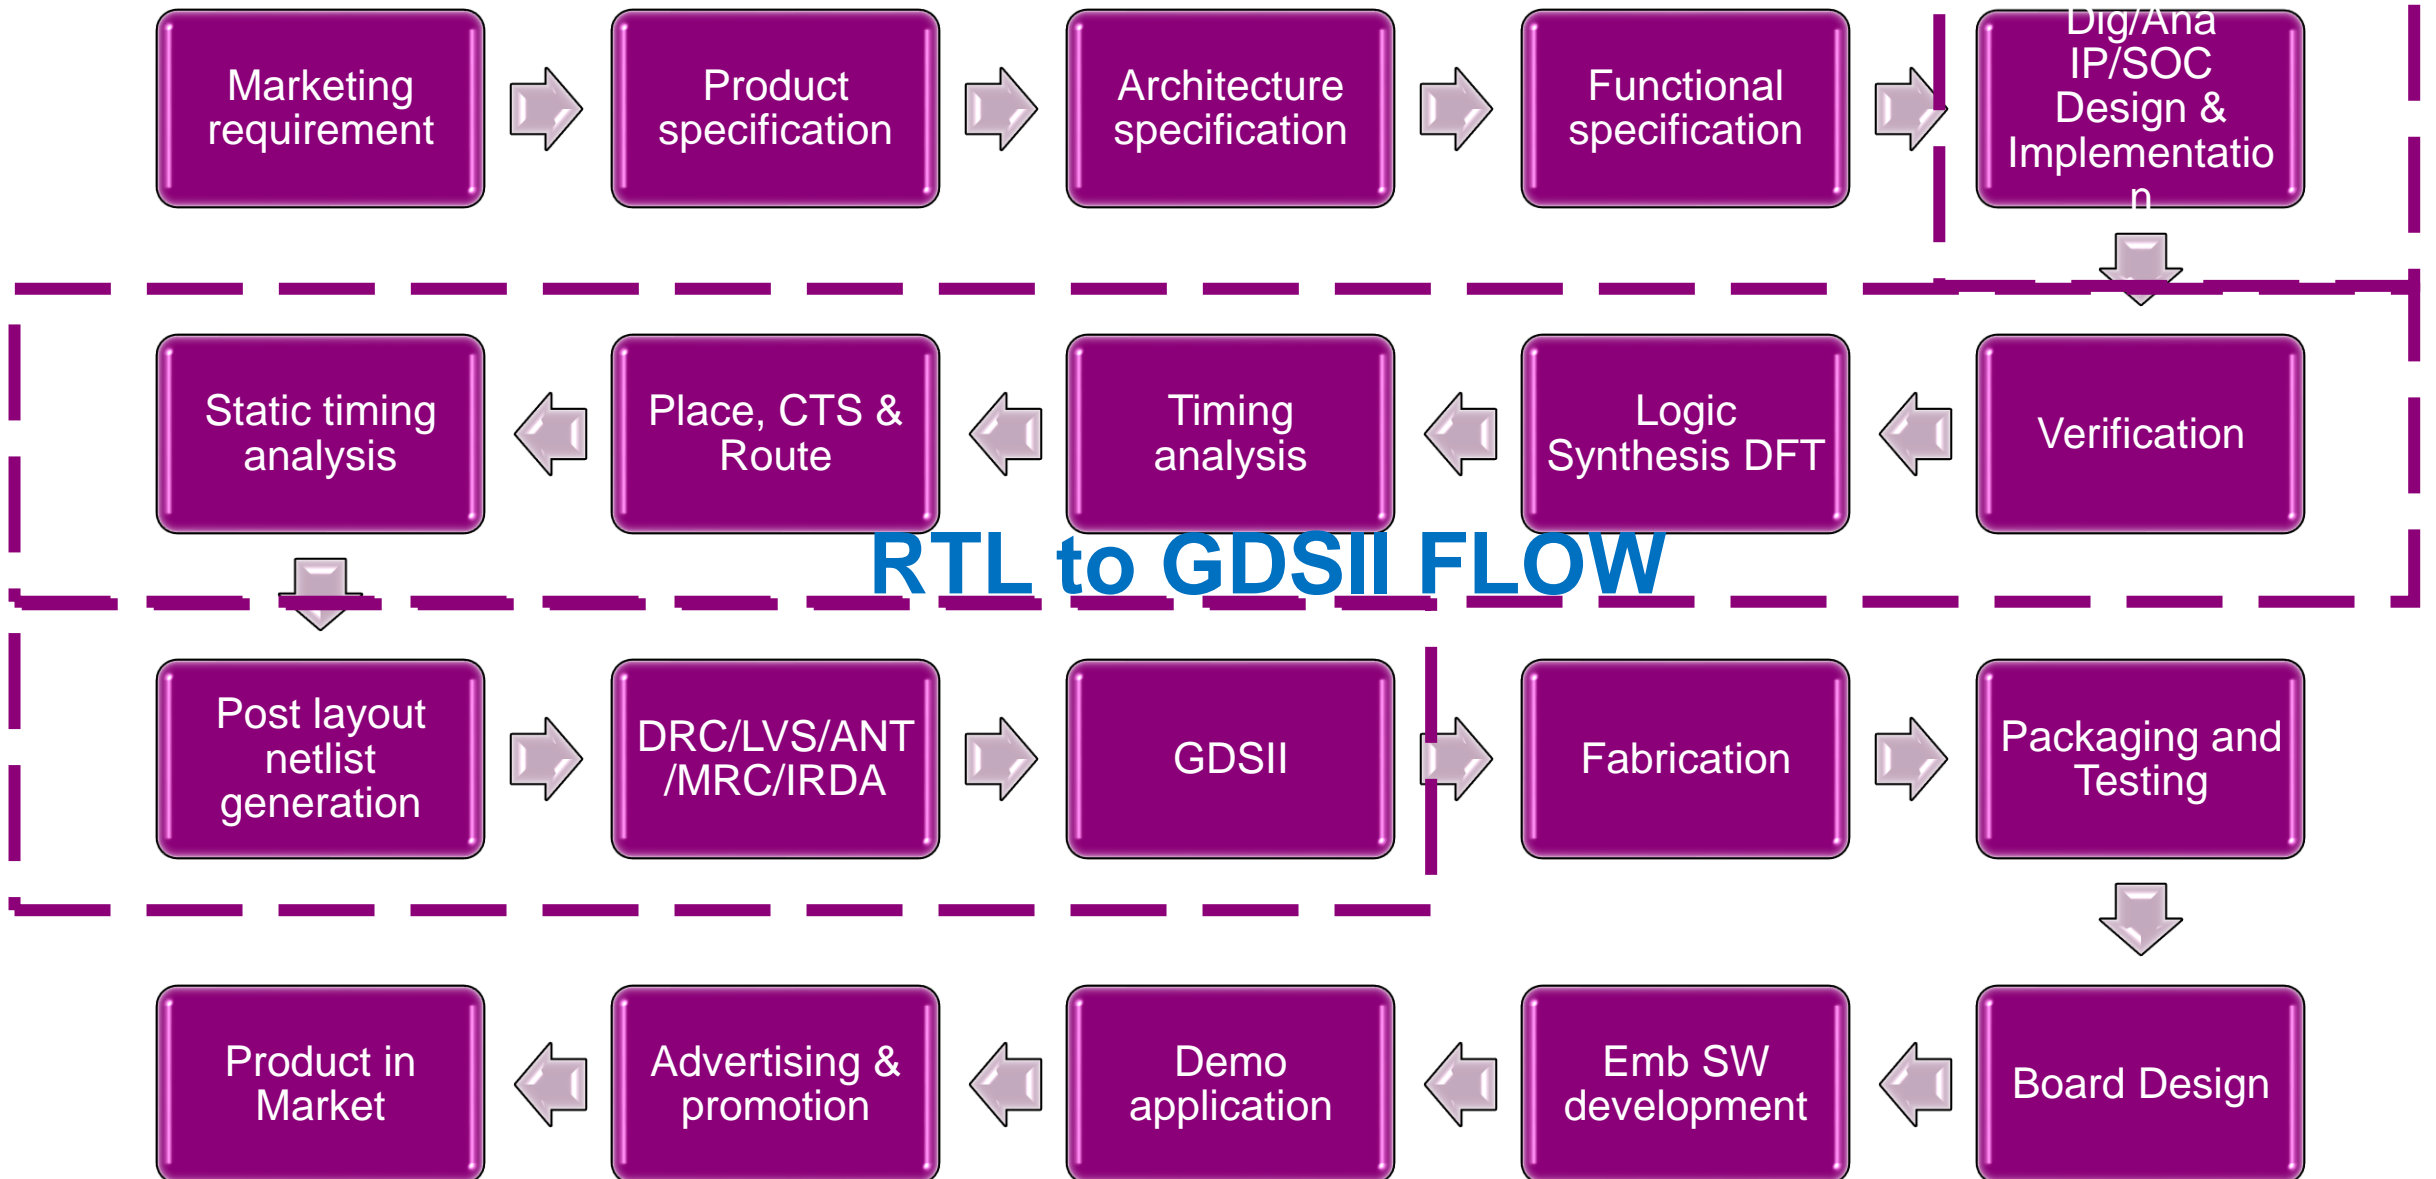 Marketing
requirement
Product
specification
Architecture
specification
Functional
specification
Dig/Ana
IP/SOC
Design &
Implementatio
n
Verification
Logic
Synthesis DFT
Timing
analysis
Place, CTS &
Route
Static timing
analysis
RTL to GDSII FLOW
Post layout
netlist
generation
DRC/LVS/ANT
/MRC/IRDA
GDSII
Fabrication
Packaging and
Testing
Board Design
Emb SW
development
Demo
application
Advertising &
promotion
Product in
Market